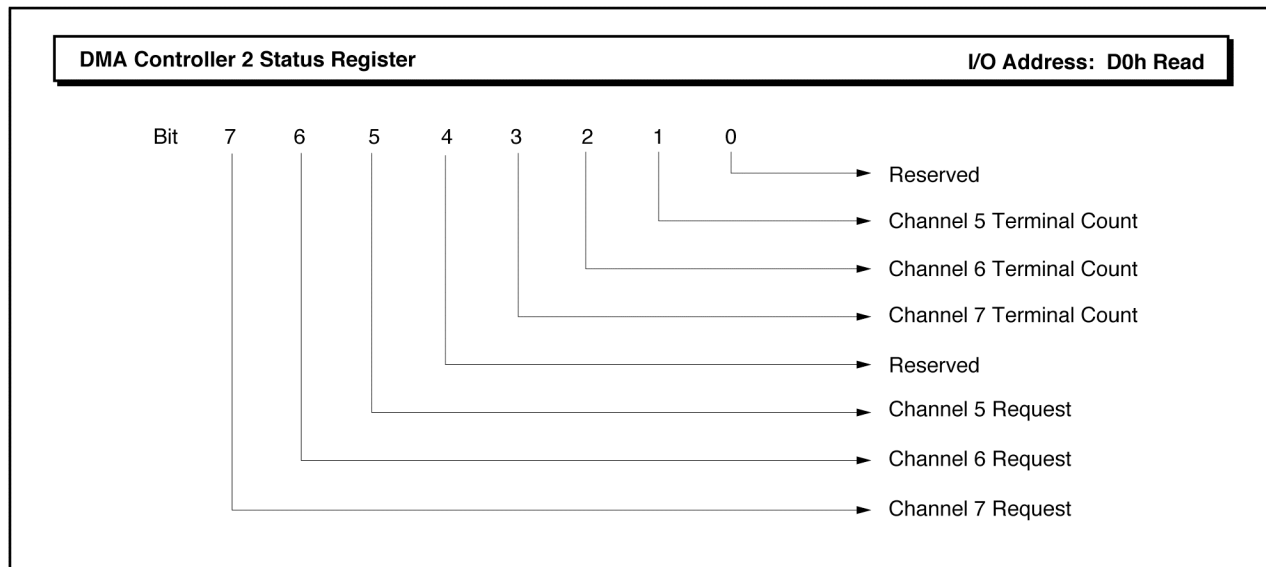 DMA Controller 2 Status Register I/O Address: D0h Read
Bit 7 6 5 4 3 2 1 0
Reserved
Channel 5 Terminal Count
Channel 6 Terminal Count
Channel 7 Terminal Count
Reserved
Channel 5 Request
Channel 6 Request
Channel 7 Request